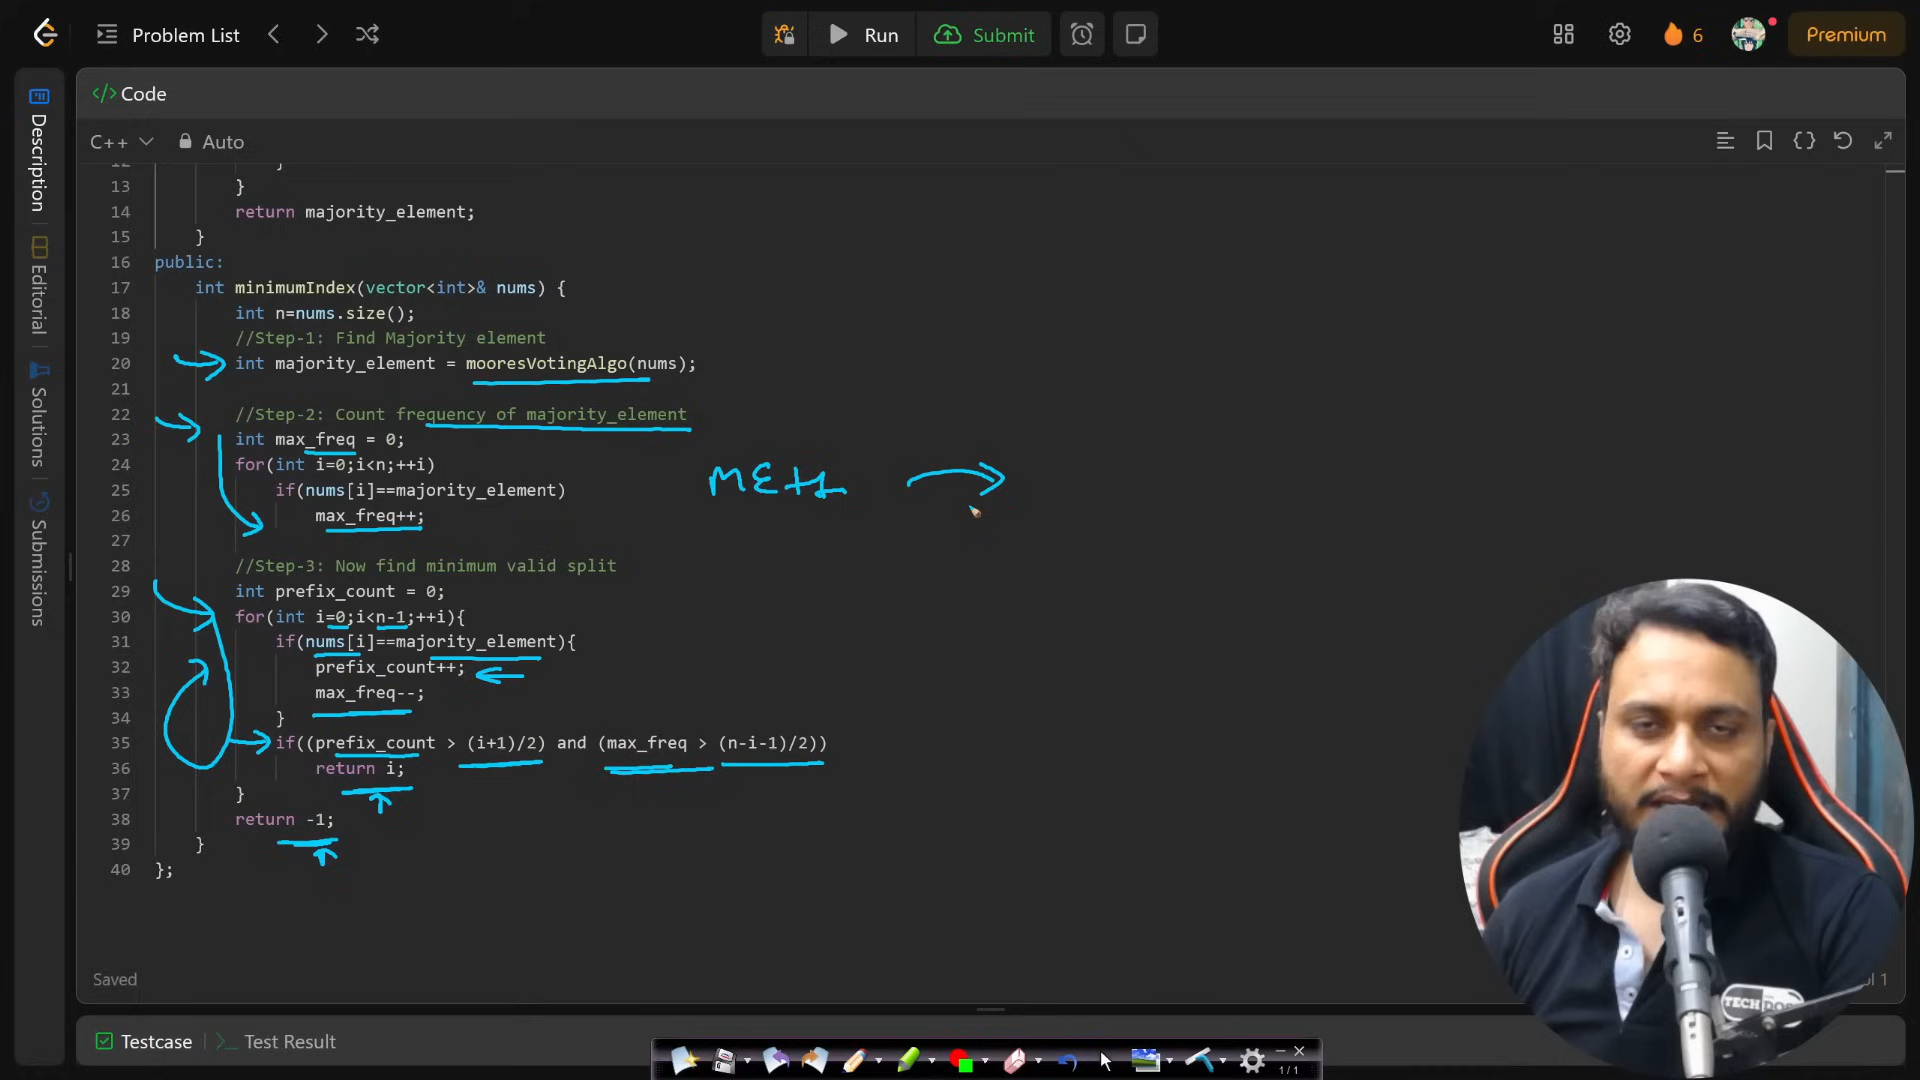 Problem List
Run
Submit
6
Premium
Description
Editorial
Solutions
Submissions
</> Code
C++
Auto
12 }
13 }
14 return majority_element;
15 }
16 public:
17 int minimumIndex(vector<int>& nums) {
18 int n=nums.size();
19 //Step-1: Find Majority element
20 int majority_element = mooresVotingAlgo(nums);
21
22 //Step-2: Count frequency of majority_element
23 int max_freq = 0;
24 for(int i=0;i<n;++i)
25 if(nums[i]==majority_element)
26 max_freq++;
27
28 //Step-3: Now find minimum valid split
29 int prefix_count = 0;
30 for(int i=0;i<n-1;++i){
31 if(nums[i]==majority_element){
32 prefix_count++;
33 max_freq--;
34 }
35 if((prefix_count > (i+1)/2) and (max_freq > (n-i-1)/2))
36 return i;
37 }
38 return -1;
39 }
40 };
Saved
Testcase
Test Result
1/1